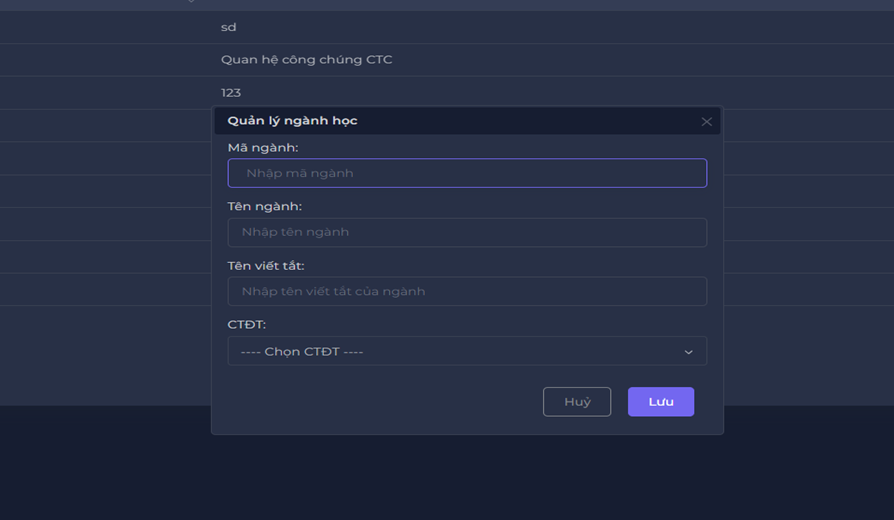 sd
Quan hệ công chúng CTC
123
Quản lý ngành học
Mã ngành:
Nhập mã ngành
Tên ngành:
Nhập tên ngành
Tên viết tắt:
Nhập tên viết tắt của ngành
CTĐT:
---- Chọn CTĐT ----
Huỷ
Lưu